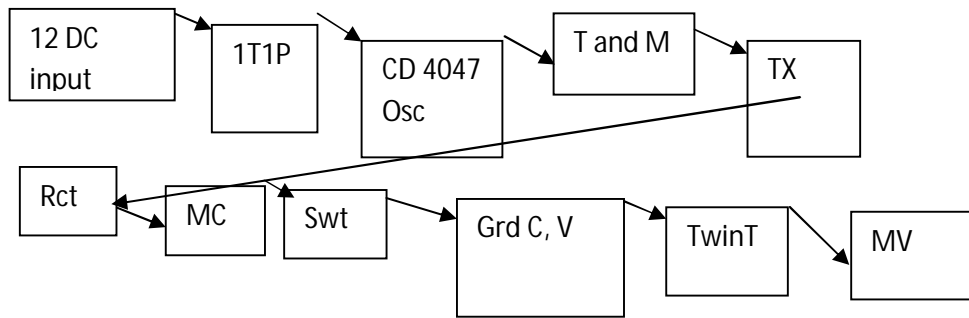 12 DC
input
1T1P
CD 4047
Osc
T and M
TX
Rct
MC
Swt
Grd C, V
TwinT
MV